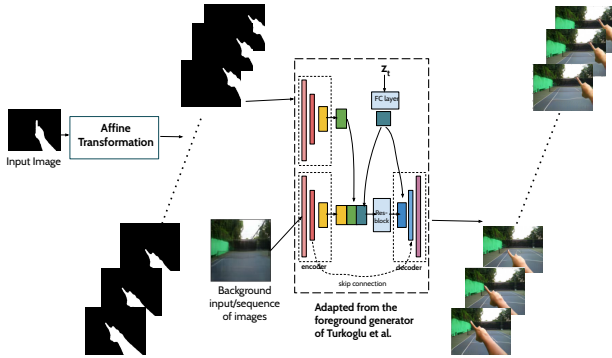 Input Image
Affine
Transformation
z_t
FC layer
Res-
block
encoder
decoder
skip connection
Background
input/sequence
of images
Adapted from the
foreground generator
of Turkoglu et al.